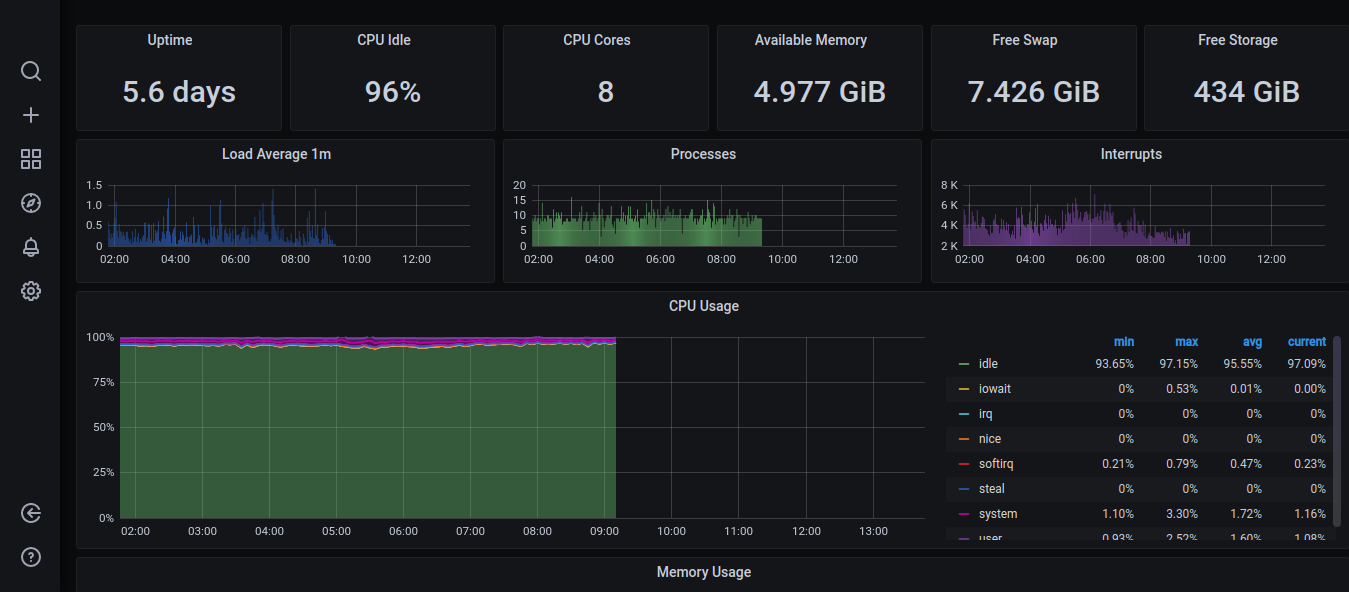 Uptime
5.6 days
CPU Idle
96%
CPU Cores
8
Available Memory
4.977 GiB
Free Swap
7.426 GiB
Free Storage
434 GiB
Load Average 1m
1.5
1.0
0.5
0
02:00 04:00 06:00 08:00 10:00 12:00
Processes
20
15
10
5
0
02:00 04:00 06:00 08:00 10:00 12:00
Interrupts
8 K
6 K
4 K
2 K
02:00 04:00 06:00 08:00 10:00 12:00
CPU Usage
100%
75%
50%
25%
0%
02:00 03:00 04:00 05:00 06:00 07:00 08:00 09:00 10:00 11:00 12:00 13:00
min max avg current
idle 93.65% 97.15% 95.55% 97.09%
iowait 0% 0.53% 0.01% 0.00%
irq 0% 0% 0% 0%
nice 0% 0% 0% 0%
softirq 0.21% 0.79% 0.47% 0.23%
steal 0% 0% 0% 0%
system 1.10% 3.30% 1.72% 1.16%
user 0.93% 2.52% 1.60% 1.08%
Memory Usage